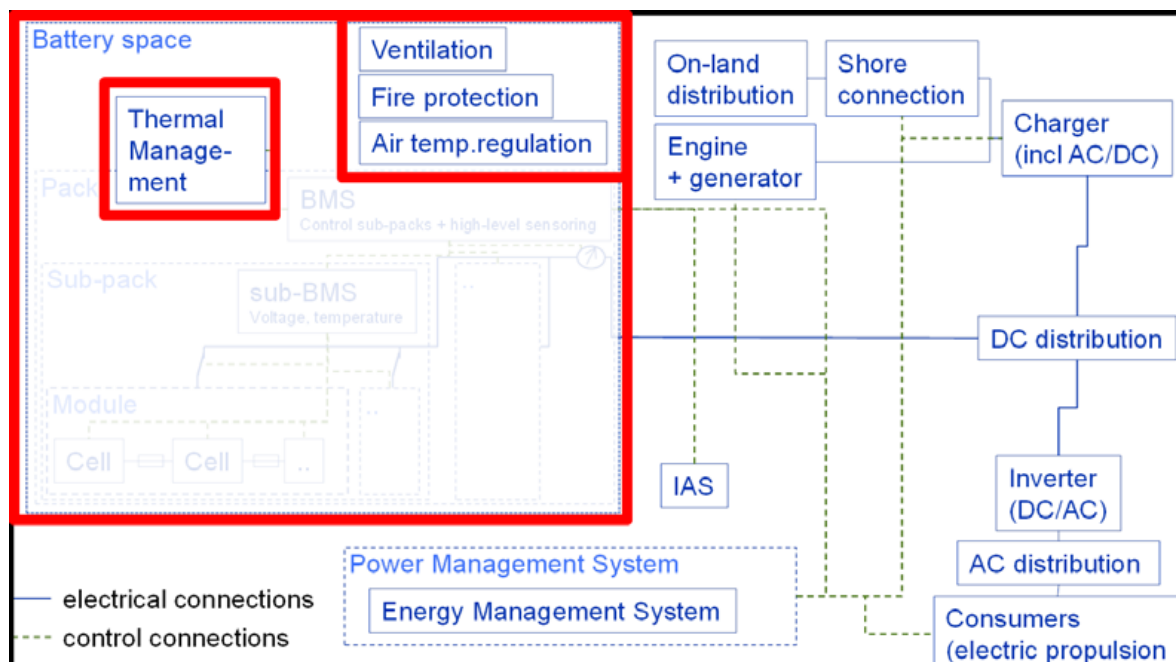 Battery space
Ventilation
Fire protection
Air temp.regulation
Thermal
Manage-
ment
Pack
BMS
Control sub-packs + high-level sensoring
Sub-pack
sub-BMS
Voltage, temperature
..
Module
..
Cell
Cell
..
On-land
distribution
Shore
connection
Engine
+ generator
Charger
(incl AC/DC)
DC distribution
IAS
Inverter
(DC/AC)
AC distribution
Consumers
(electric propulsion
Power Management System
Energy Management System
electrical connections
control connections